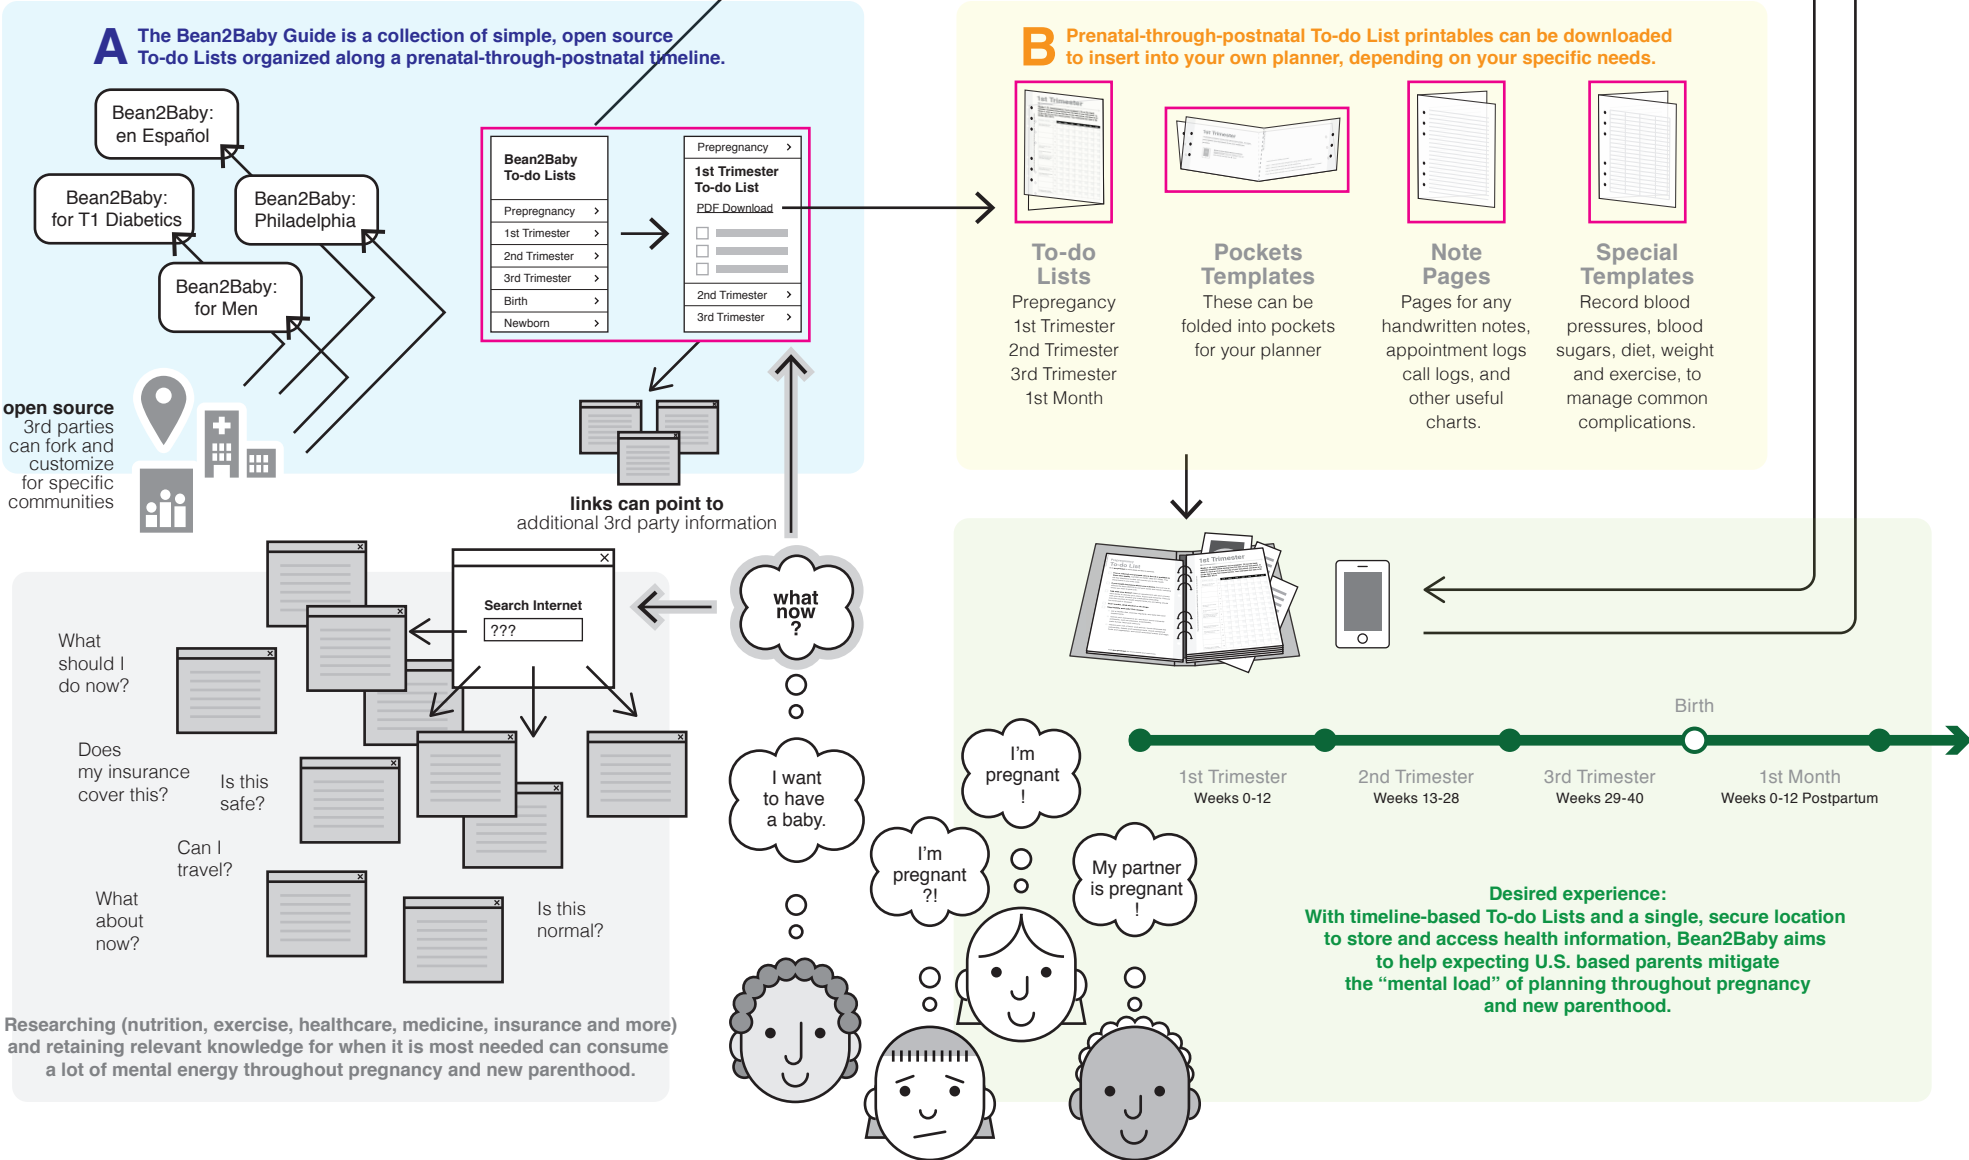 A
The Bean2Baby Guide is a collection of simple, open source
To-do Lists organized along a prenatal-through-postnatal timeline.
Bean2Baby:
en Español
Bean2Baby:
for T1 Diabetics
Bean2Baby:
Philadelphia
Bean2Baby:
for Men
open source
3rd parties
can fork and
customize
for specific
communities
Bean2Baby
To-do Lists
Prepregnancy >
1st Trimester >
2nd Trimester >
3rd Trimester >
Birth >
Newborn >
Prepregnancy >
1st Trimester
To-do List
PDF Download
2nd Trimester >
3rd Trimester >
links can point to
additional 3rd party information
B
Prenatal-through-postnatal To-do List printables can be downloaded
to insert into your own planner, depending on your specific needs.
1st Trimester
1st Trimester
To-do
Lists
Prepregancy
1st Trimester
2nd Trimester
3rd Trimester
1st Month
Pockets
Templates
These can be
folded into pockets
for your planner
Note
Pages
Pages for any
handwritten notes,
appointment logs
call logs, and
other useful
charts.
Special
Templates
Record blood
pressures, blood
sugars, diet, weight
and exercise, to
manage common
complications.
Search Internet
???
What
should I
do now?
Does
my insurance
cover this?
Is this
safe?
Can I
travel?
What
about
now?
Is this
normal?
Researching (nutrition, exercise, healthcare, medicine, insurance and more)
and retaining relevant knowledge for when it is most needed can consume
a lot of mental energy throughout pregnancy and new parenthood.
what
now
?
I want
to have
a baby.
I'm
pregnant
?!
I'm
pregnant
!
My partner
is pregnant
!
To-do List
1st Trimester
Birth
1st Trimester
Weeks 0-12
2nd Trimester
Weeks 13-28
3rd Trimester
Weeks 29-40
1st Month
Weeks 0-12 Postpartum
Desired experience:
With timeline-based To-do Lists and a single, secure location
to store and access health information, Bean2Baby aims
to help expecting U.S. based parents mitigate
the “mental load” of planning throughout pregnancy
and new parenthood.